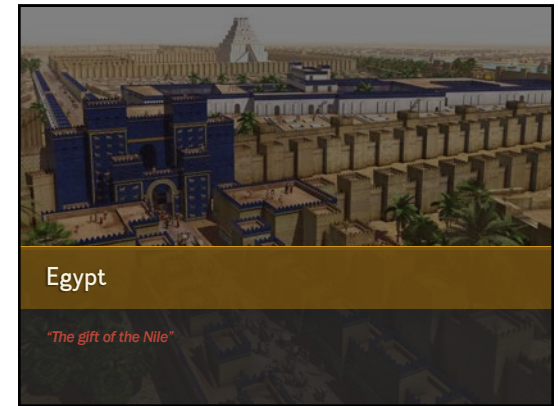 Egypt
“The gift of the Nile”